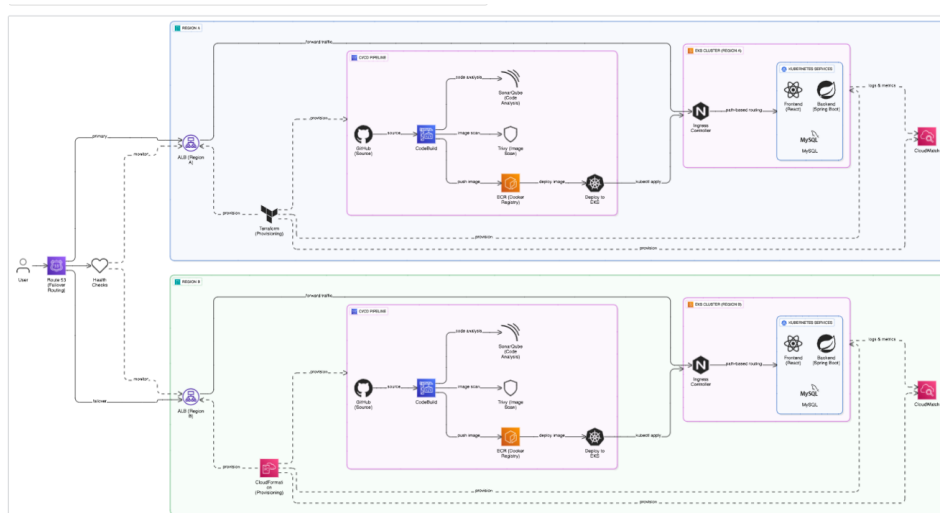 REGION A
forward traffic
CI/CD PIPELINE
EKS CLUSTER (REGION A)
KUBERNETES SERVICES
code analysis
SonarQube
(Code
Analysis)
logs & metrics
Frontend
(React)
Backend
(Spring Boot)
provision
primary
source
image scan
path-based routing
GitHub
(Source)
CodeBuild
Trivy (Image
Scan)
Ingress
Controller
MySQL
MySQL
CloudWatch
ALB (Region
A)
monitor
push image
deploy image
kubectl apply
ECR (Docker
Registry)
Deploy to
EKS
provision
Terraform
(Provisioning)
provision
provision
User
Route 53
(Failover
Routing)
Health
Checks
REGION B
forward traffic
CI/CD PIPELINE
EKS CLUSTER (REGION B)
KUBERNETES SERVICES
code analysis
SonarQube
(Code
Analysis)
logs & metrics
Frontend
(React)
Backend
(Spring Boot)
provision
monitor
source
image scan
path-based routing
GitHub
(Source)
CodeBuild
Trivy (Image
Scan)
Ingress
Controller
MySQL
MySQL
CloudWatch
failover
ALB (Region
B)
push image
deploy image
kubectl apply
ECR (Docker
Registry)
Deploy to
EKS
provision
CloudFormati
on
(Provisioning)
provision
provision